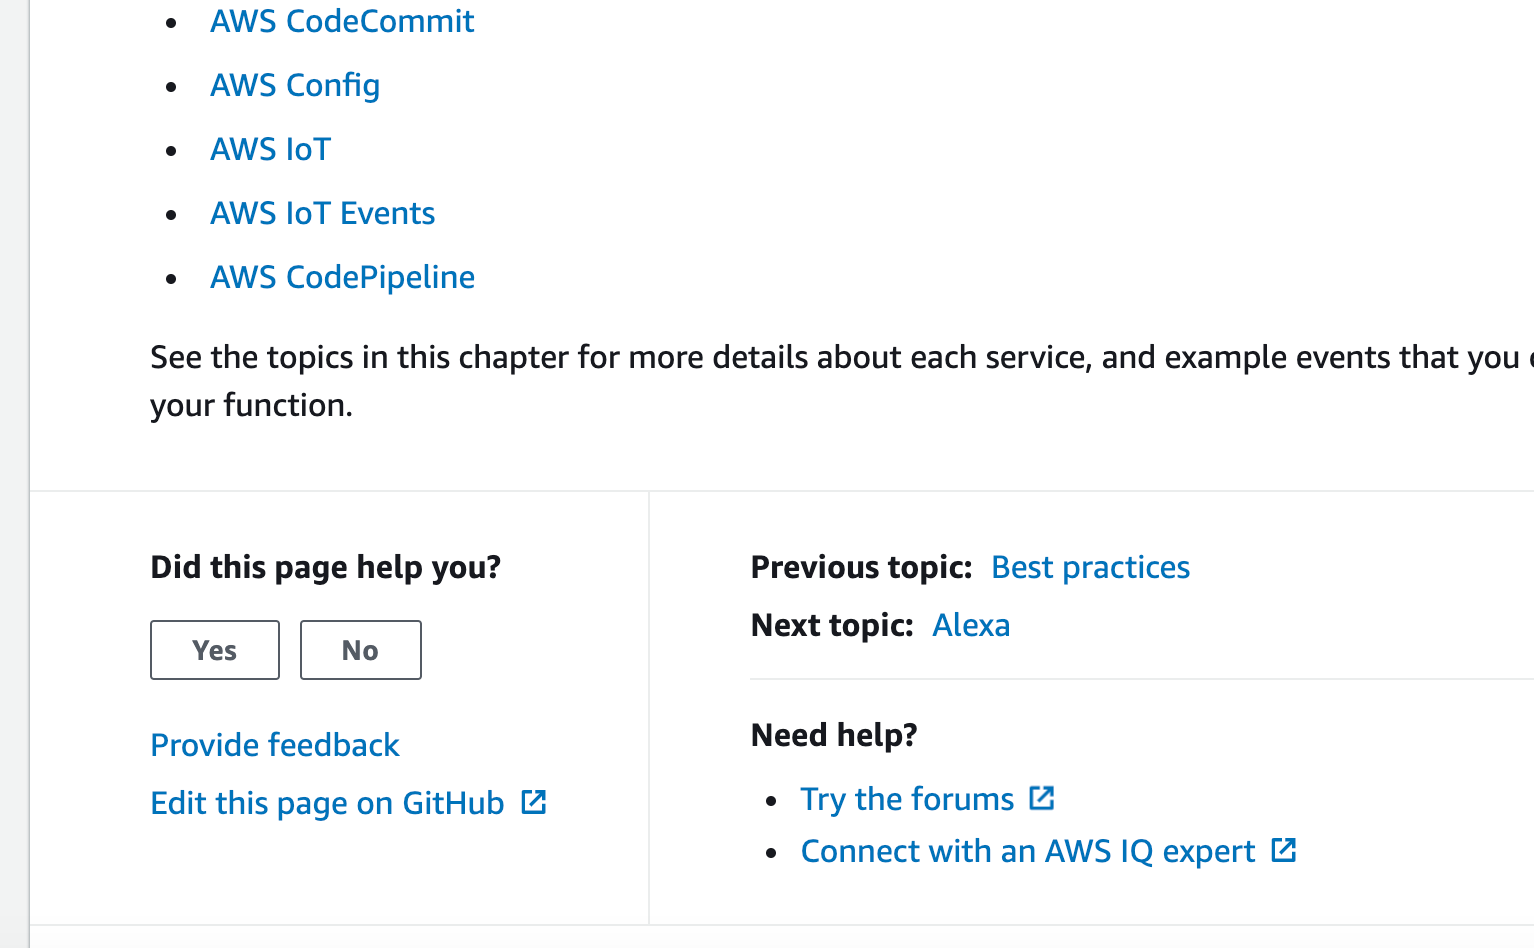 AWS CodeCommit
AWS Config
AWS IoT
AWS IoT Events
AWS CodePipeline
See the topics in this chapter for more details about each service, and example events that you
your function.
Did this page help you?
Yes No
Provide feedback
Edit this page on GitHub
Previous topic: Best practices
Next topic: Alexa
Need help?
Try the forums
Connect with an AWS IQ expert